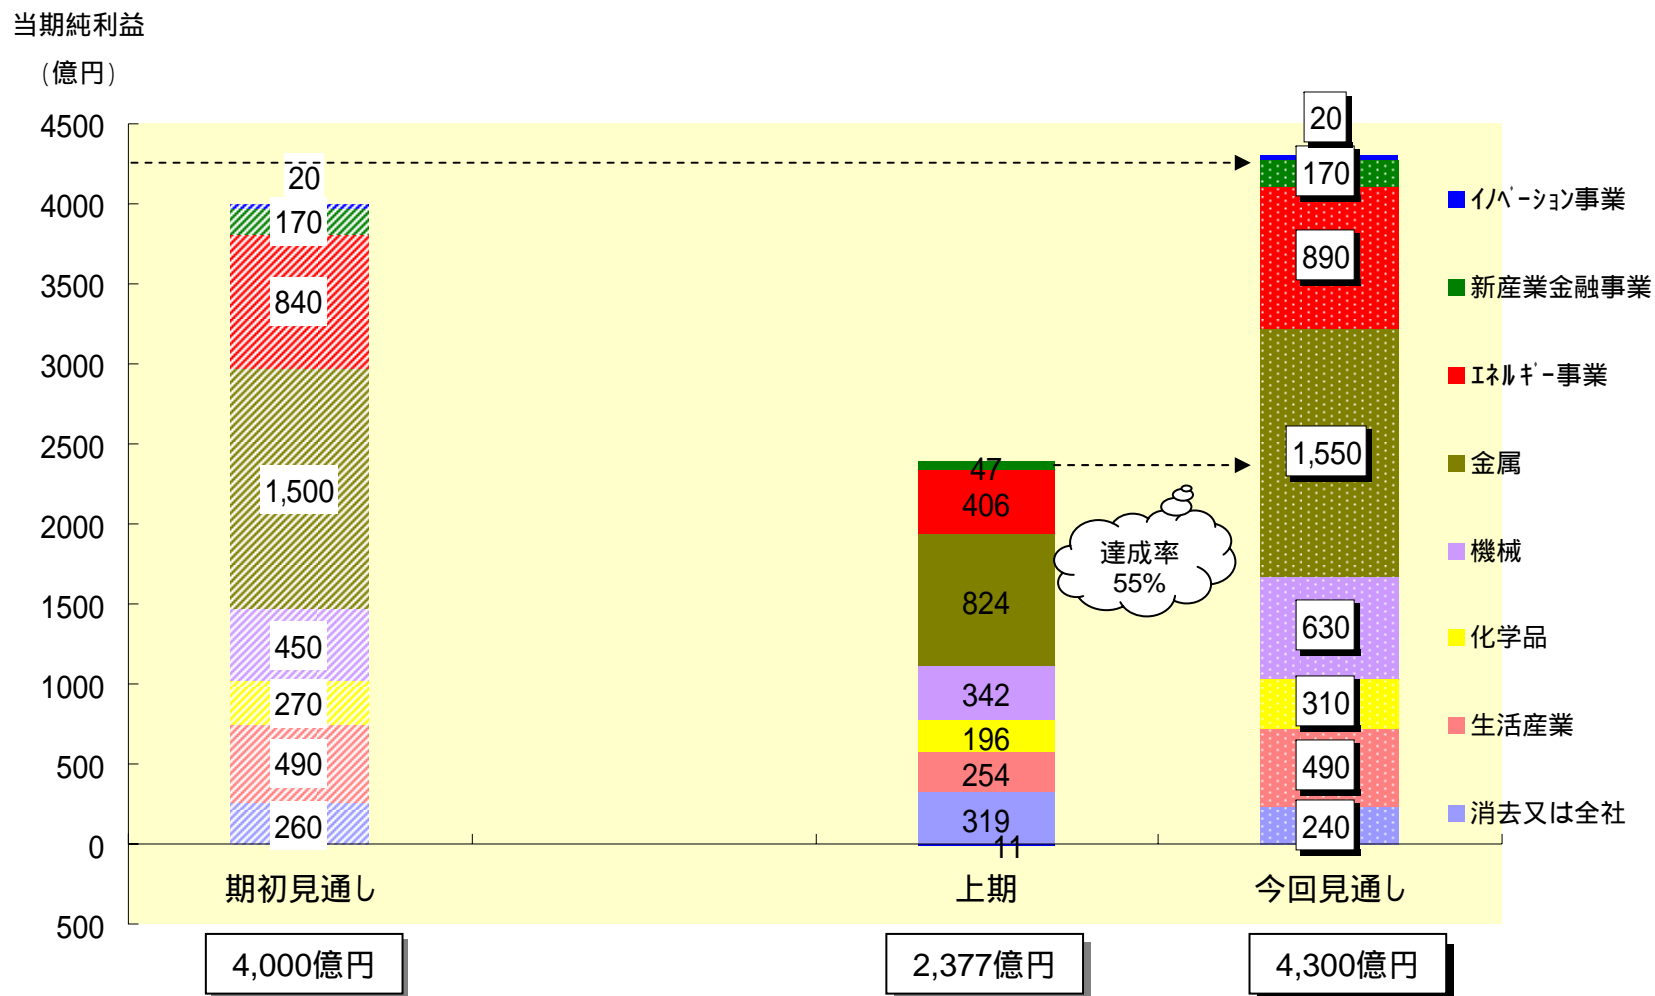 当期純利益
(億円)
4500
4000
3500
3000
2500
2000
1500
1000
500
0
500
20
170
840
1,500
450
270
490
260
47
406
824
342
196
254
319
11
達成率
55%
20
170
890
1,550
630
310
490
240
ｲﾉﾍﾞｰｼｮﾝ事業
新産業金融事業
ｴﾈﾙｷﾞｰ事業
金属
機械
化学品
生活産業
消去又は全社
期初見通し
上期
今回見通し
4,000億円
2,377億円
4,300億円